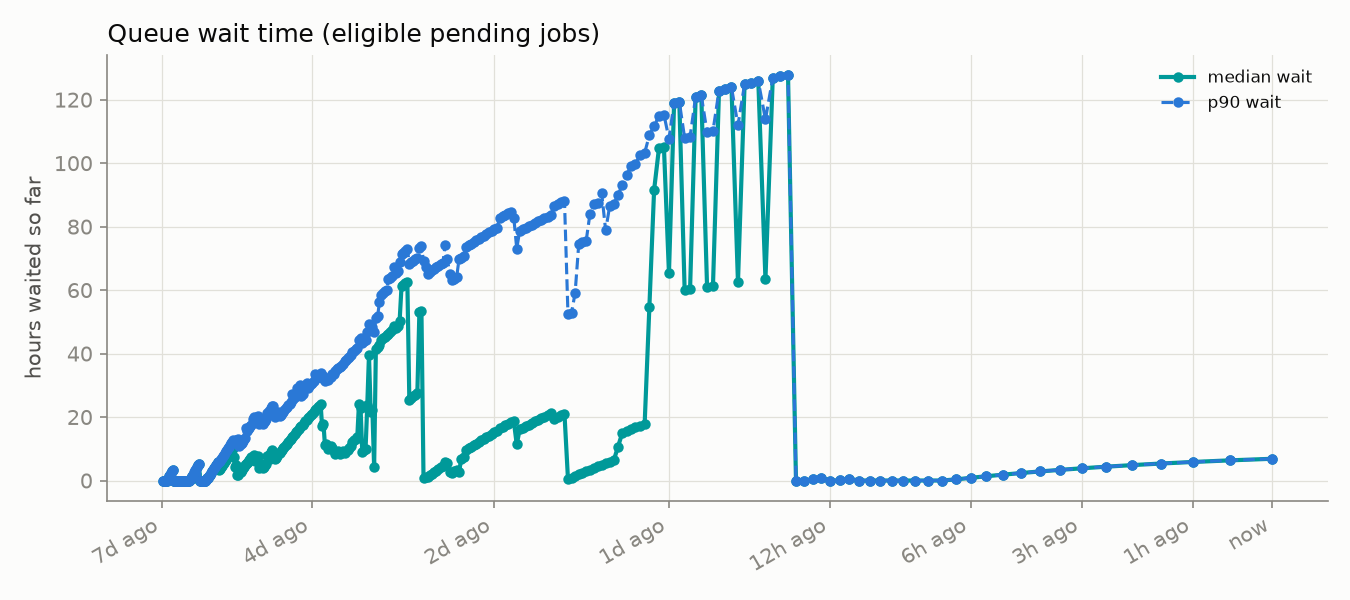 Queue wait time (eligible pending jobs)
median wait
p90 wait
hours waited so far
120
100
80
60
40
20
0
7d ago
4d ago
2d ago
1d ago
12h ago
6h ago
3h ago
1h ago
now